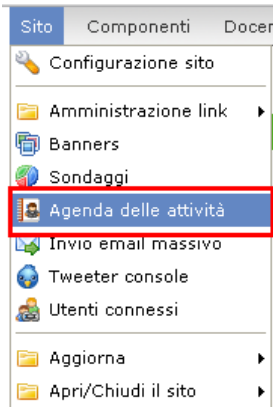 Sito Componenti Docer
Configurazione sito
Amministrazione link
Banners
Sondaggi
Agenda delle attività
Invio email massivo
Tweeter console
Utenti connessi
Aggiorna
Apri/Chiudi il sito